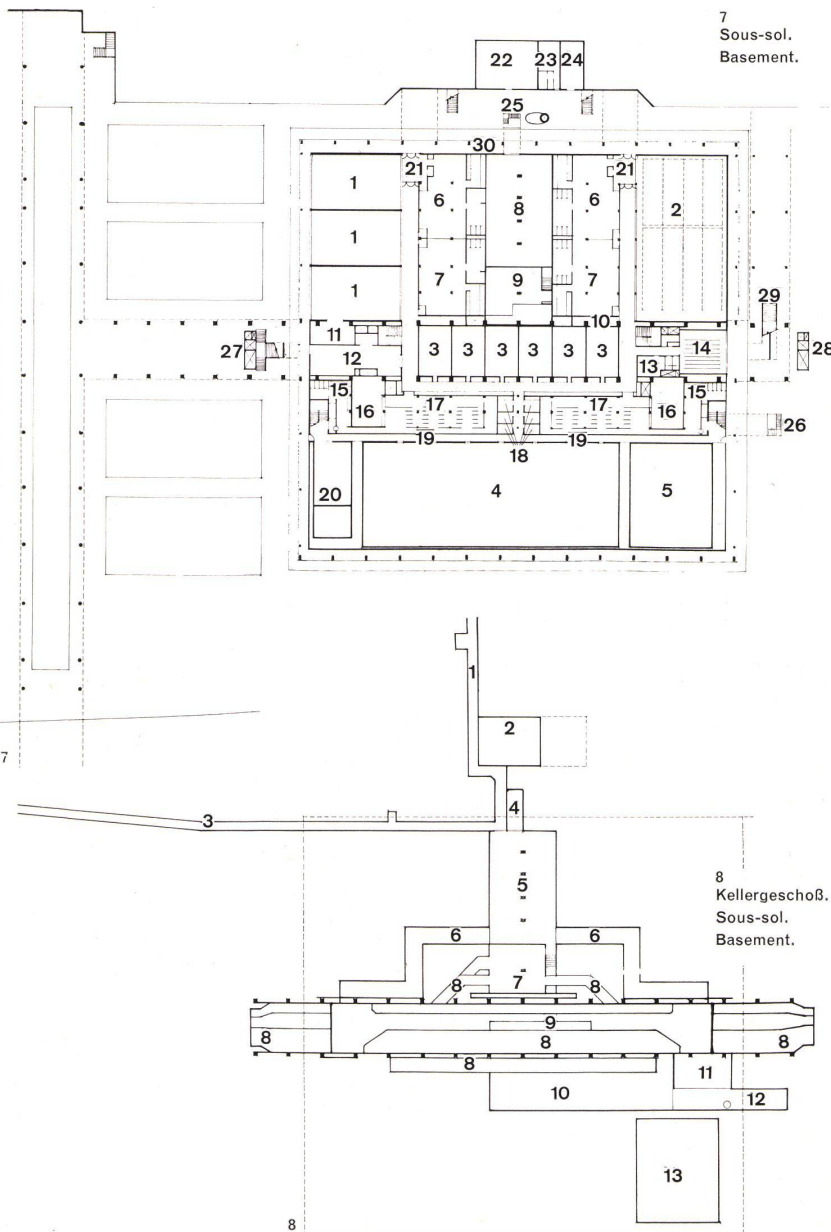 7
Sous-sol.
Basement.
22 23 24
25
30
21 21
1 6 8 6 2
1
7 9 7
1 29
10
11
27 12 3 3 3 3 3 3 14 28
13
15 17 17 15
16 16 26
19 18 19
20 4 5
7
1
2
4
3
5
8
Kellergeschoß.
Sous-sol.
Basement.
6 6
8 7 8
9
8 8 8
8 11
10 12
13
8